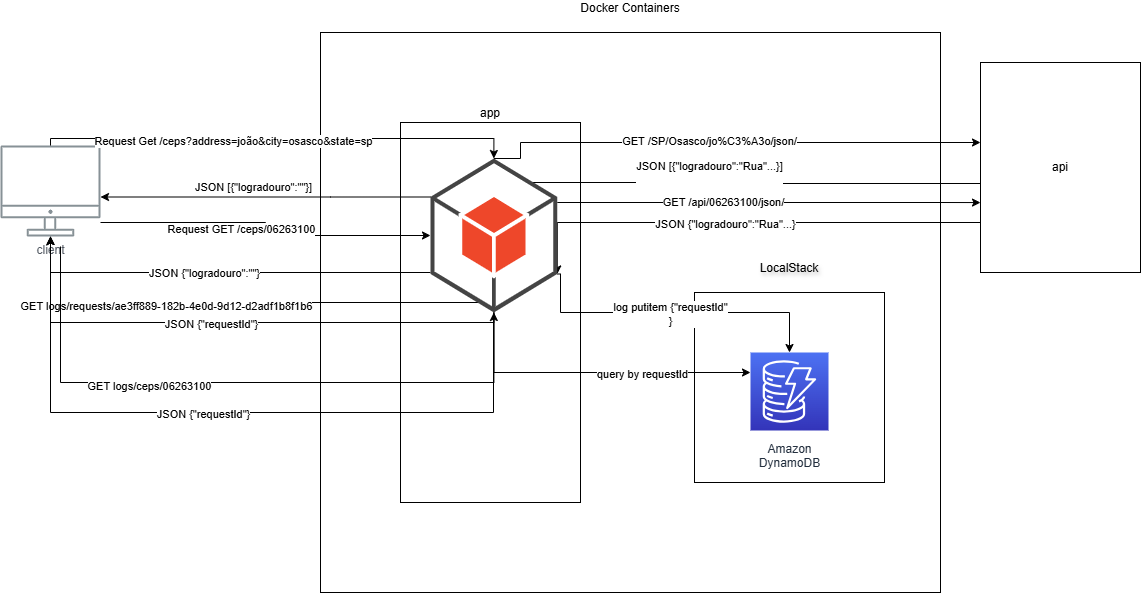 Docker Containers
app
Request Get /ceps?address=joão&city=osasco&state=sp
GET /SP/Osasco/jo%C3%A3o/json/
JSON [{"logradouro":"Rua"...}]
api
JSON [{"logradouro":""}]
GET /api/06263100/json/
JSON {"logradouro":"Rua"...}
Request GET /ceps/06263100
client
LocalStack
JSON {"logradouro":""}
GET logs/requests/ae3ff889-182b-4e0d-9d12-d2adf1b8f1b6
log putitem {"requestId"
}
JSON {"requestId"}
query by requestId
GET logs/ceps/06263100
JSON {"requestId"}
Amazon
DynamoDB